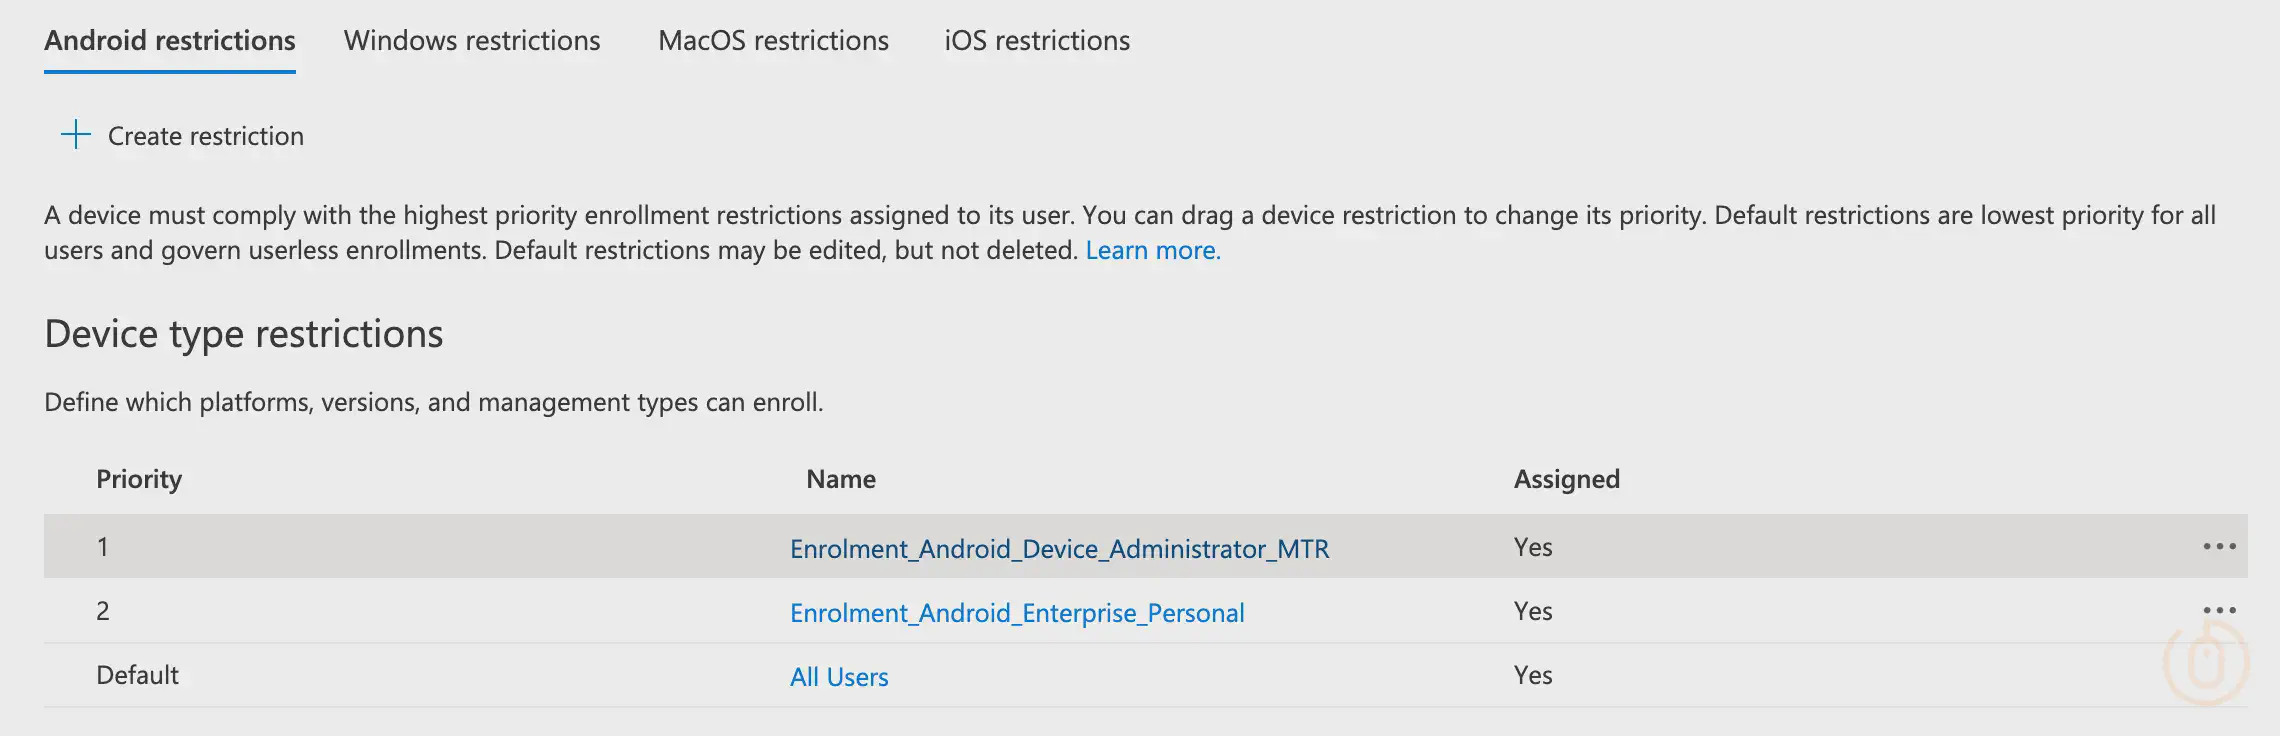 Android restrictions Windows restrictions MacOS restrictions iOS restrictions
Create restriction
A device must comply with the highest priority enrollment restrictions assigned to its user. You can drag a device restriction to change its priority. Default restrictions are lowest priority for all
users and govern userless enrollments. Default restrictions may be edited, but not deleted. Learn more.
Device type restrictions
Define which platforms, versions, and management types can enroll.
Priority Name Assigned
1 Enrolment_Android_Device_Administrator_MTR Yes
2 Enrolment_Android_Enterprise_Personal Yes
Default All Users Yes